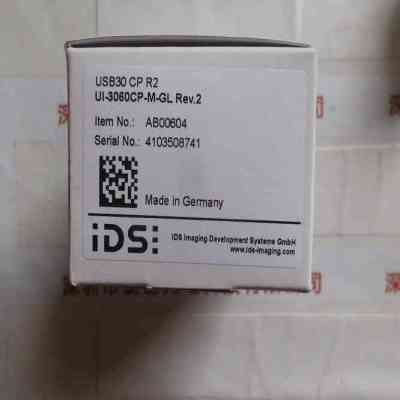 USB30 CP R2
UI-3060CP-M-GL Rev.2
Item No.: AB00604
Serial No.: 4103508741
Made in Germany
iDS:
IDS Imaging Development Systems GmbH
www.ids-imaging.com